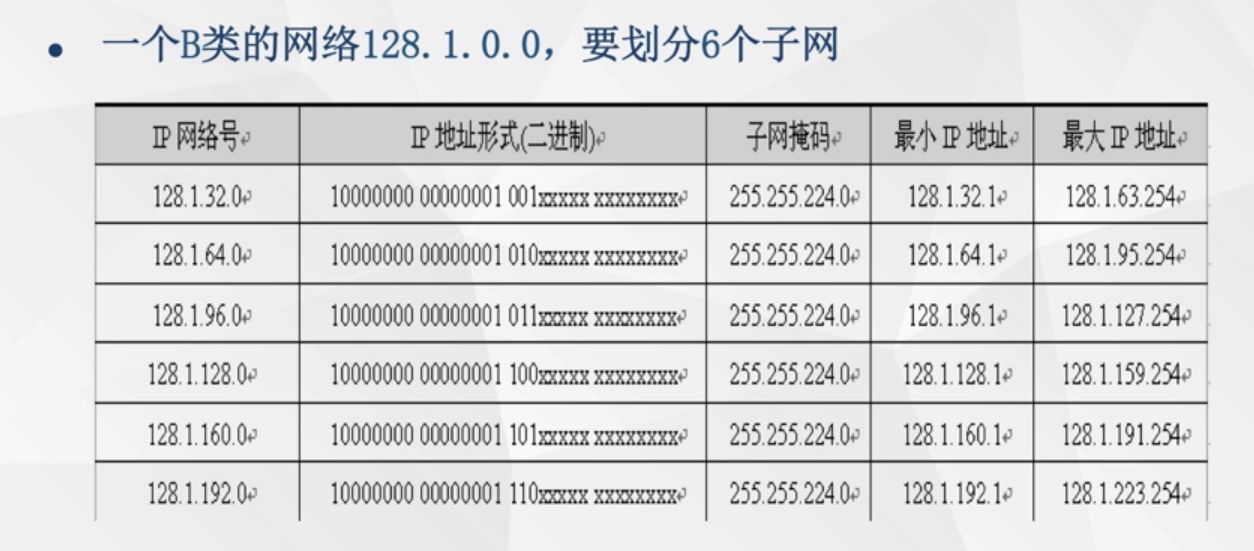 • 一个B类的网络128.1.0.0，要划分6个子网
IP 网络号↵ IP 地址形式(二进制)↵ 子网掩码↵ 最小 IP 地址↵ 最大 IP 地址↵
128.1.32.0↵ 10000000 00000001 001xxxxx xxxxxxxx↵ 255.255.224.0↵ 128.1.32.1↵ 128.1.63.254↵
128.1.64.0↵ 10000000 00000001 010xxxxx xxxxxxxx↵ 255.255.224.0↵ 128.1.64.1↵ 128.1.95.254↵
128.1.96.0↵ 10000000 00000001 011xxxxx xxxxxxxx↵ 255.255.224.0↵ 128.1.96.1↵ 128.1.127.254↵
128.1.128.0↵ 10000000 00000001 100xxxxx xxxxxxxx↵ 255.255.224.0↵ 128.1.128.1↵ 128.1.159.254↵
128.1.160.0↵ 10000000 00000001 101xxxxx xxxxxxxx↵ 255.255.224.0↵ 128.1.160.1↵ 128.1.191.254↵
128.1.192.0↵ 10000000 00000001 110xxxxx xxxxxxxx↵ 255.255.224.0↵ 128.1.192.1↵ 128.1.223.254↵